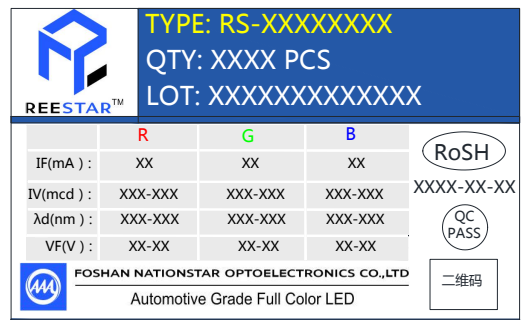 REESTAR™
TYPE: RS-XXXXXXXX
QTY: XXXX PCS
LOT: XXXXXXXXXXXXX
R G B
IF(mA ) : XX XX XX
IV(mcd ) : XXX-XXX XXX-XXX XXX-XXX
λd(nm ) : XXX-XXX XXX-XXX XXX-XXX
VF(V ) : XX-XX XX-XX XX-XX
RoSH
XXXX-XX-XX
QC
PASS
二维码
FOSHAN NATIONSTAR OPTOELECTRONICS CO.,LTD
Automotive Grade Full Color LED